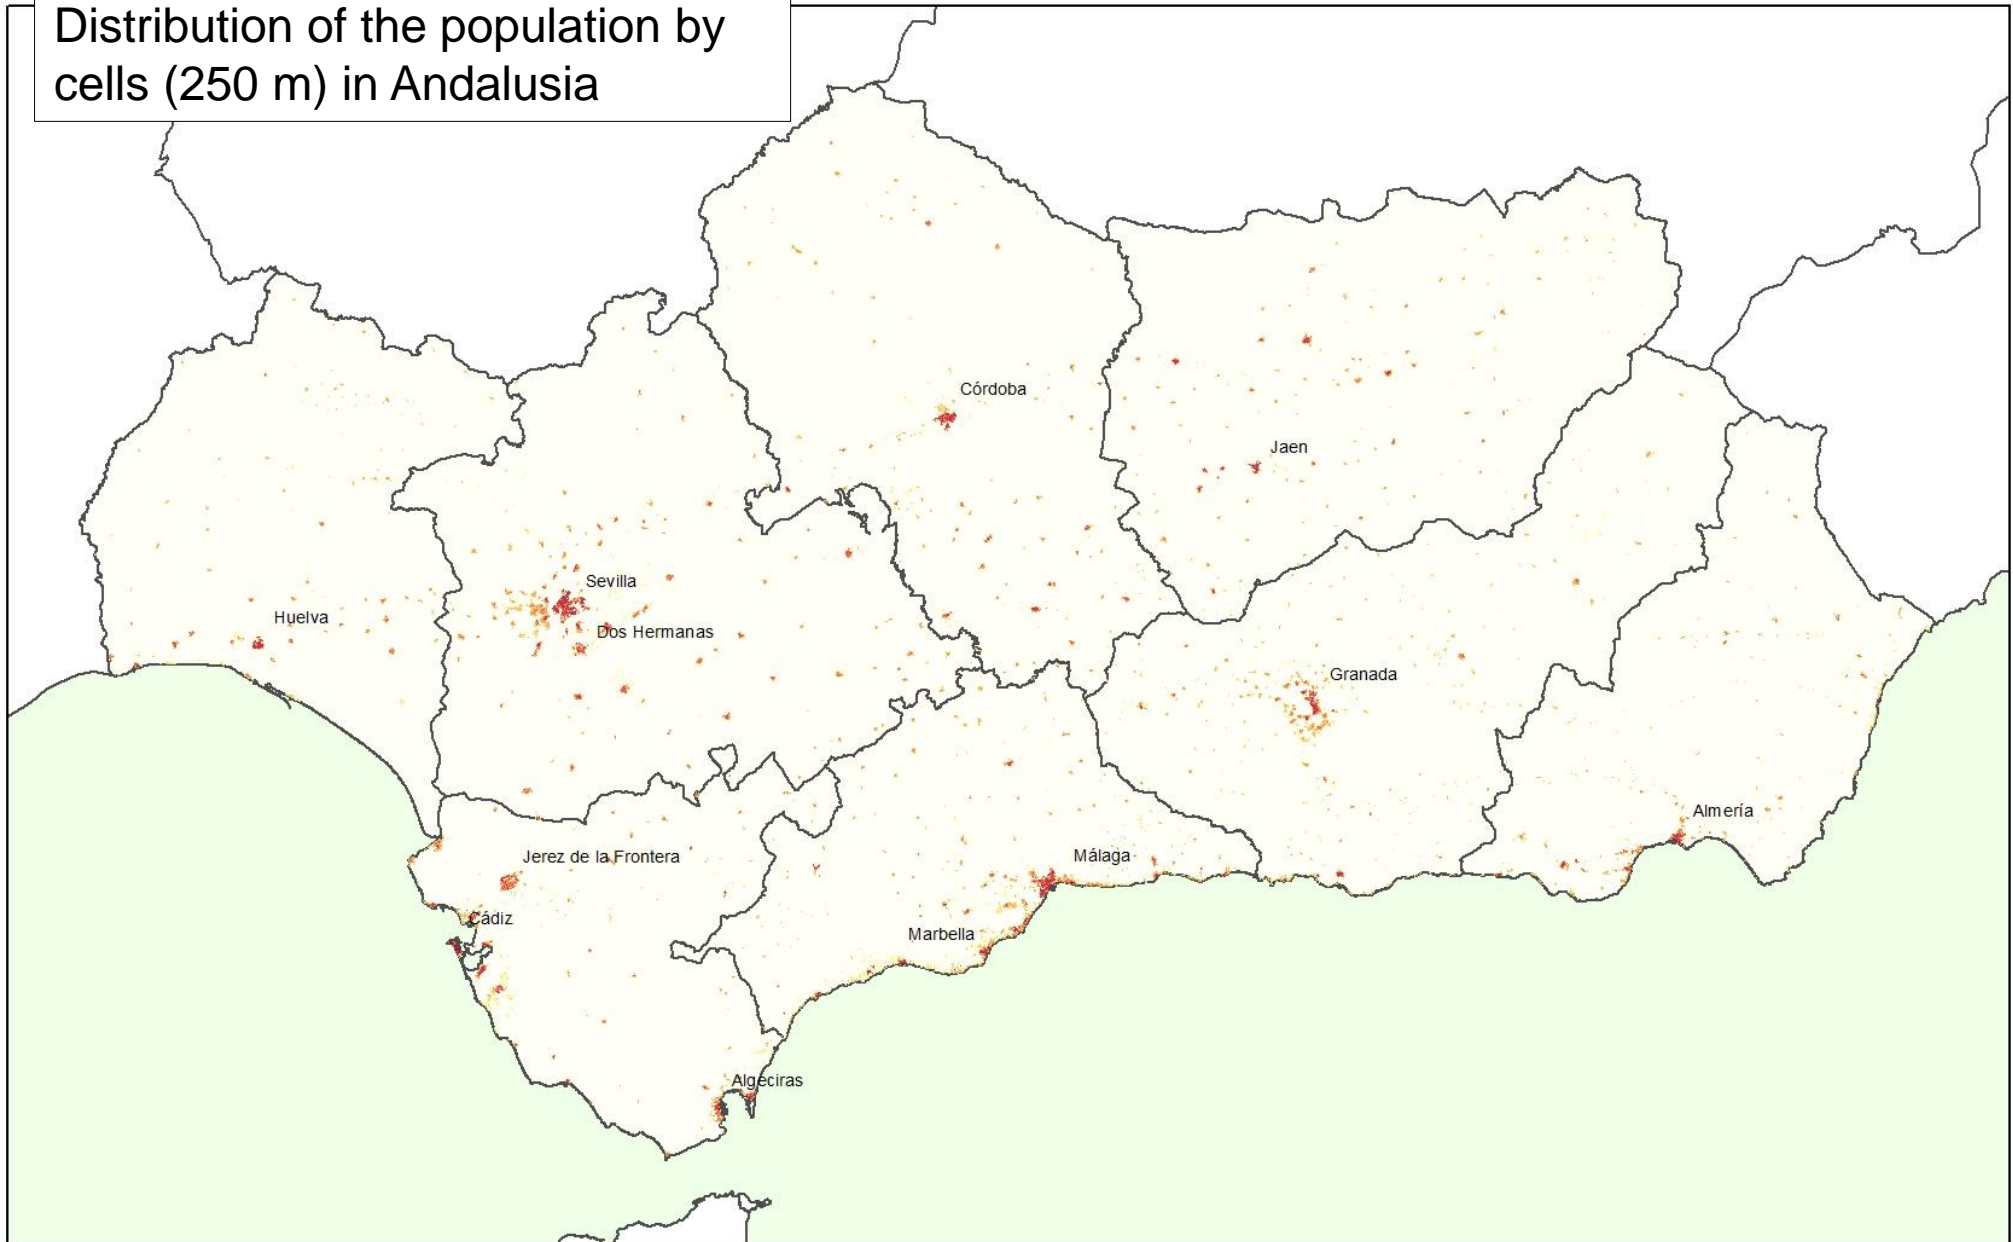 Distribution of the population by
cells (250 m) in Andalusia
Córdoba
Jaen
Sevilla
Huelva
Dos Hermanas
Granada
Almería
Jerez de la Frontera
Málaga
Cádiz
Marbella
Algeciras